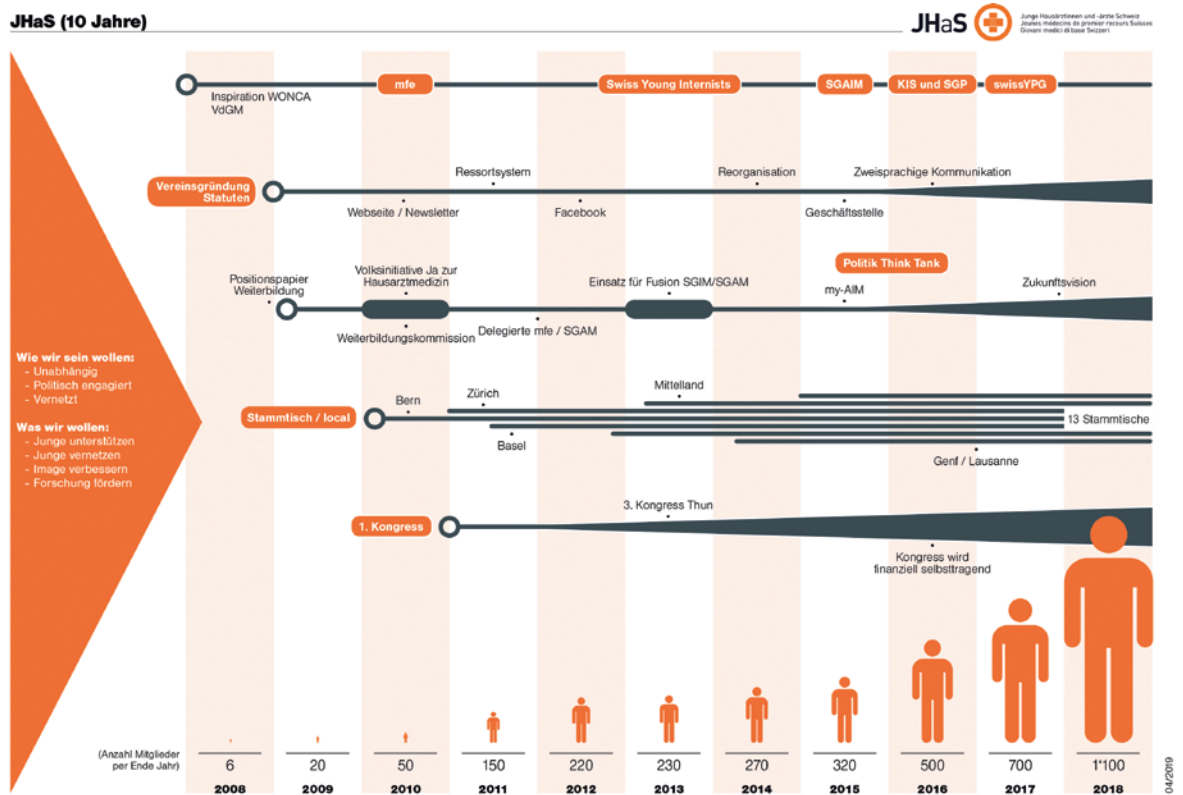 JHaS (10 Jahre)
JHaS
Junge Hausärztinnen und -ärzte Schweiz
Jeunes médecins de premier recours Suisses
Giovani medici di base Svizzeri
mfe
Swiss Young Internists
SGAIM
KIS und SGP
swissYPG
Inspiration WONCA
VdGM
Vereinsgründung
Statuten
Ressortsystem
Reorganisation
Zweisprachige Kommunikation
Webseite / Newsletter
Facebook
Geschäftsstelle
Positionspapier
Weiterbildung
Volksinitiative Ja zur
Hausarztmedizin
Einsatz für Fusion SGIM/SGAM
Politik Think Tank
my-AIM
Zukunftsvision
Weiterbildungskommission
Delegierte mfe / SGAM
Wie wir sein wollen:
- Unabhängig
- Politisch engagiert
- Vernetzt
Was wir wollen:
- Junge unterstützen
- Junge vernetzen
- Image verbessern
- Forschung fördern
Stammtisch / local
Bern
Zürich
Mittelland
13 Stammtische
Basel
Genf / Lausanne
1. Kongress
3. Kongress Thun
Kongress wird
finanziell selbsttragend
(Anzahl Mitglieder
per Ende Jahr)
6 20 50 150 220 230 270 320 500 700 1'100
2008 2009 2010 2011 2012 2013 2014 2015 2016 2017 2018
04/2019